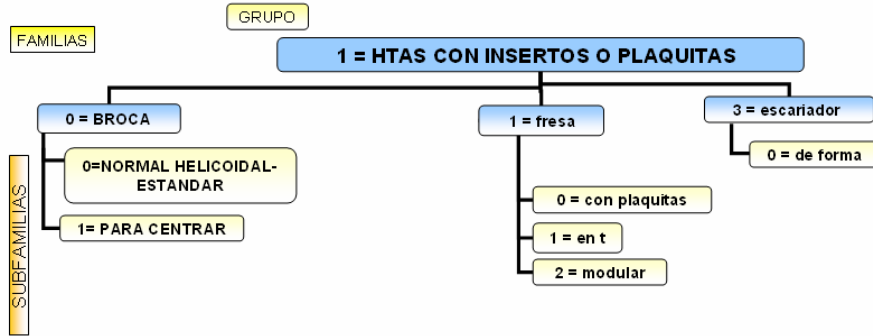 GRUPO
FAMILIAS
1 = HTAS CON INSERTOS O PLAQUITAS
0 = BROCA
1 = fresa
3 = escariador
0=NORMAL HELICOIDAL-
ESTANDAR
0 = de forma
1= PARA CENTRAR
0 = con plaquitas
1 = en t
2 = modular
SUBFAMILIAS